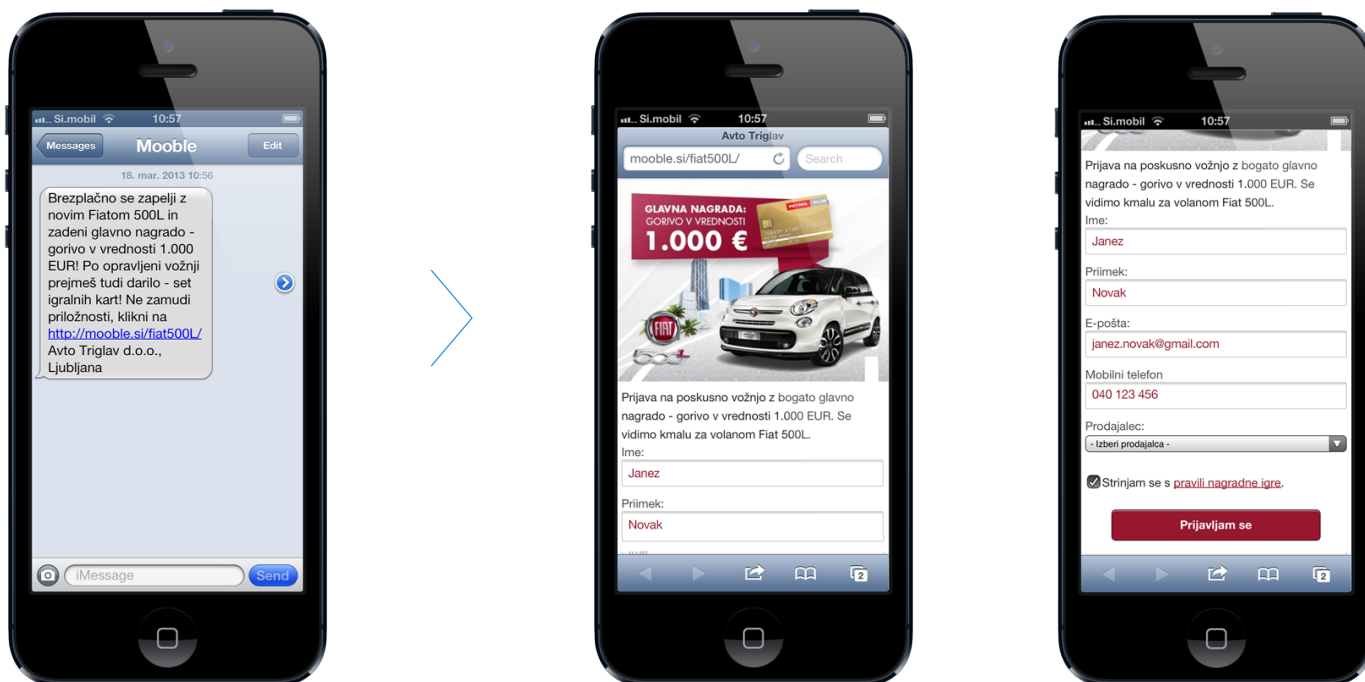 Si.mobil 10:57
Messages Mooble Edit
18. mar. 2013 10:56
Brezplačno se zapelji z
novim Fiatom 500L in
zadeni glavno nagrado -
gorivo v vrednosti 1.000
EUR! Po opravljeni vožnji
prejmeš tudi darilo - set
igralnih kart! Ne zamudi
priložnosti, klikni na
http://mooble.si/fiat500L/
Avto Triglav d.o.o.,
Ljubljana
iMessage Send
Si.mobil 10:57
Avto Triglav
mooble.si/fiat500L/ Search
GLAVNA NAGRADA:
GORIVO V VREDNOSTI
1.000 €
PETROL
FIAT
500L
Prijava na poskusno vožnjo z bogato glavno
nagrado - gorivo v vrednosti 1.000 EUR. Se
vidimo kmalu za volanom Fiat 500L.
Ime:
Janez
Priimek:
Novak
2
Si.mobil 10:57
Prijava na poskusno vožnjo z bogato glavno
nagrado - gorivo v vrednosti 1.000 EUR. Se
vidimo kmalu za volanom Fiat 500L.
Ime:
Janez
Priimek:
Novak
E-pošta:
janez.novak@gmail.com
Mobilni telefon
040 123 456
Prodajalec:
- Izberi prodajalca -
Strinjam se s pravili nagradne igre.
Prijavljam se
2